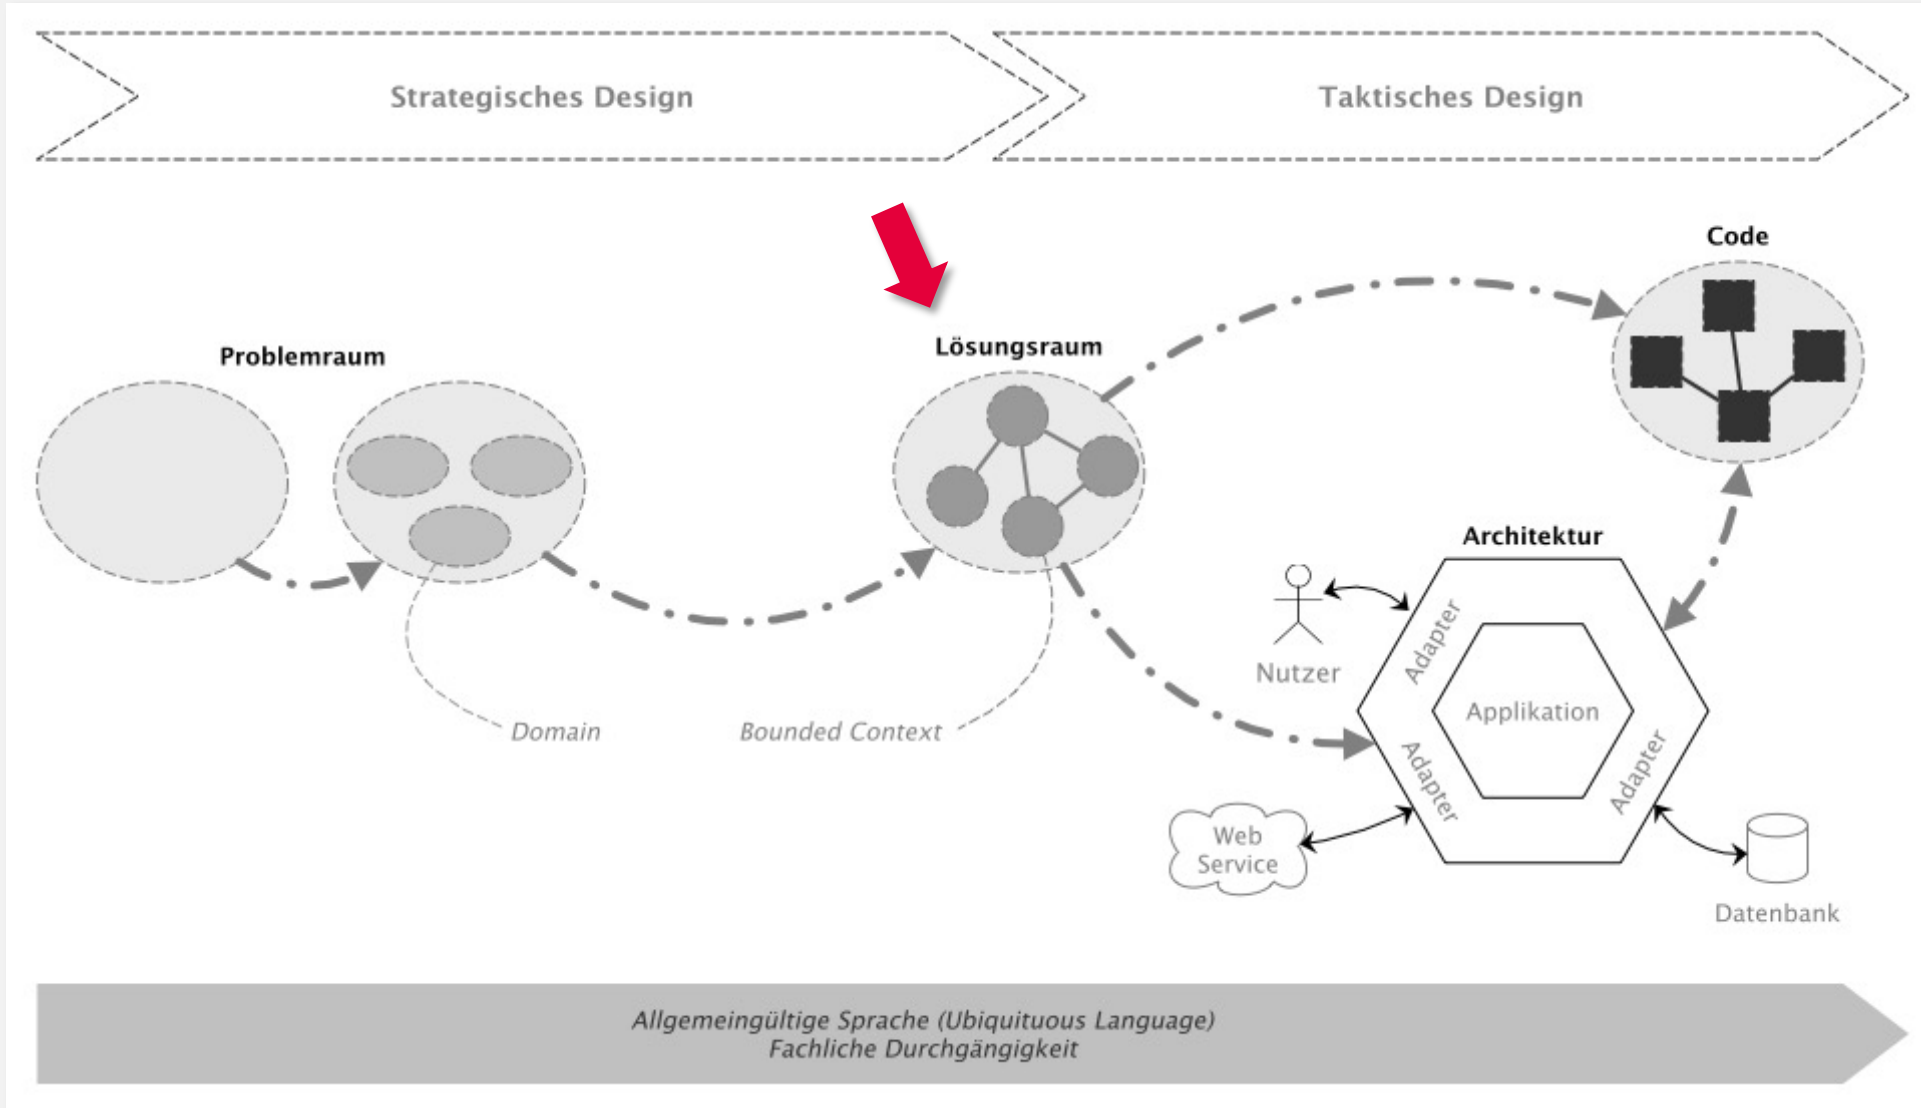 Strategisches Design
Taktisches Design
Code
Problemraum
Lösungsraum
Architektur
Adapter
Nutzer
Applikation
Domain
Bounded Context
Adapter
Adapter
Web
Service
Datenbank
Allgemeingültige Sprache (Ubiquituous Language)
Fachliche Durchgängigkeit